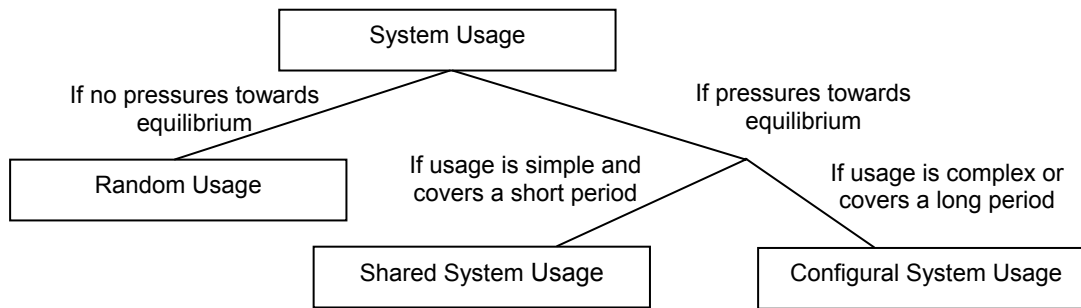 System Usage
If no pressures towards
equilibrium
If pressures towards
equilibrium
Random Usage
If usage is simple and
covers a short period
If usage is complex or
covers a long period
Shared System Usage
Configural System Usage